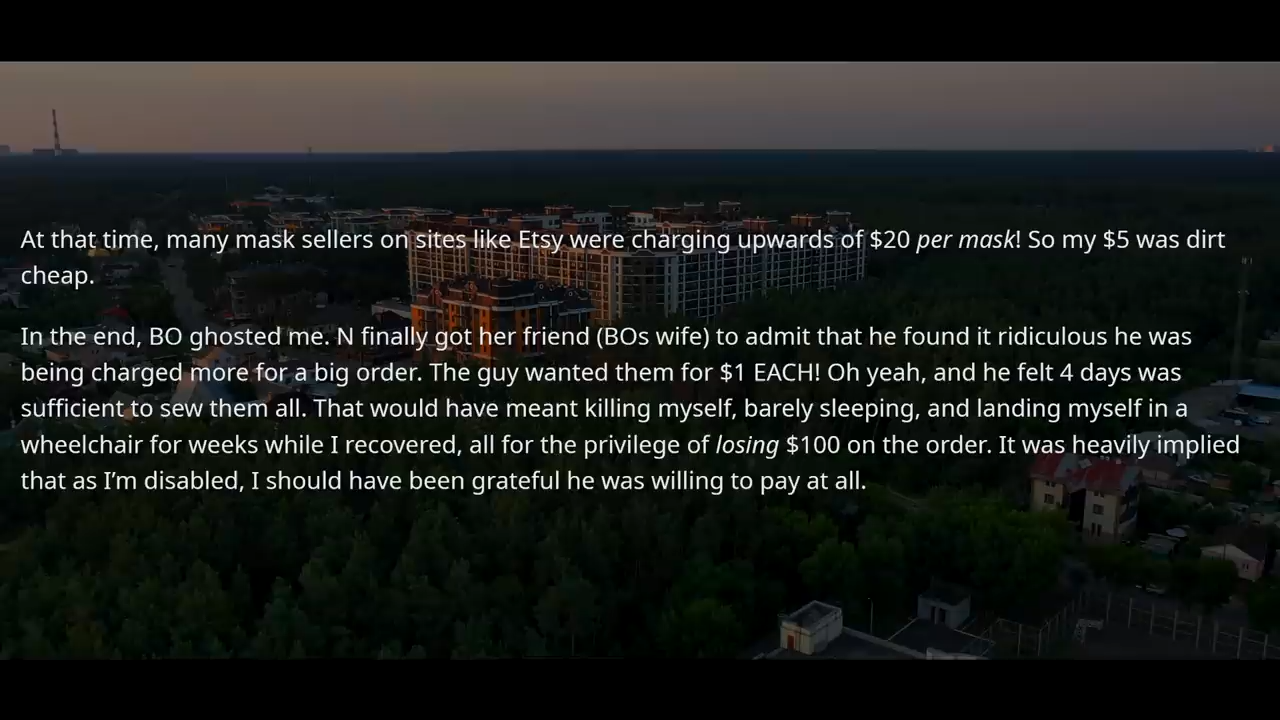 At that time, many mask sellers on sites like Etsy were charging upwards of $20 per mask! So my $5 was dirt
cheap.
In the end, BO ghosted me. N finally got her friend (BOs wife) to admit that he found it ridiculous he was
being charged more for a big order. The guy wanted them for $1 EACH! Oh yeah, and he felt 4 days was
sufficient to sew them all. That would have meant killing myself, barely sleeping, and landing myself in a
wheelchair for weeks while I recovered, all for the privilege of losing $100 on the order. It was heavily implied
that as I’m disabled, I should have been grateful he was willing to pay at all.